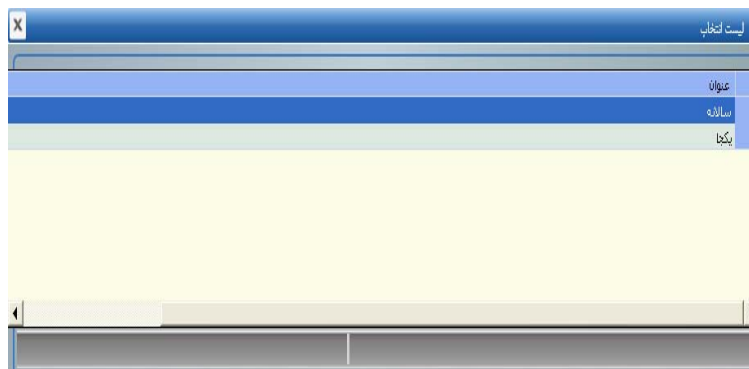 لیست انتخاب
عنوان
سالانه
یکجا